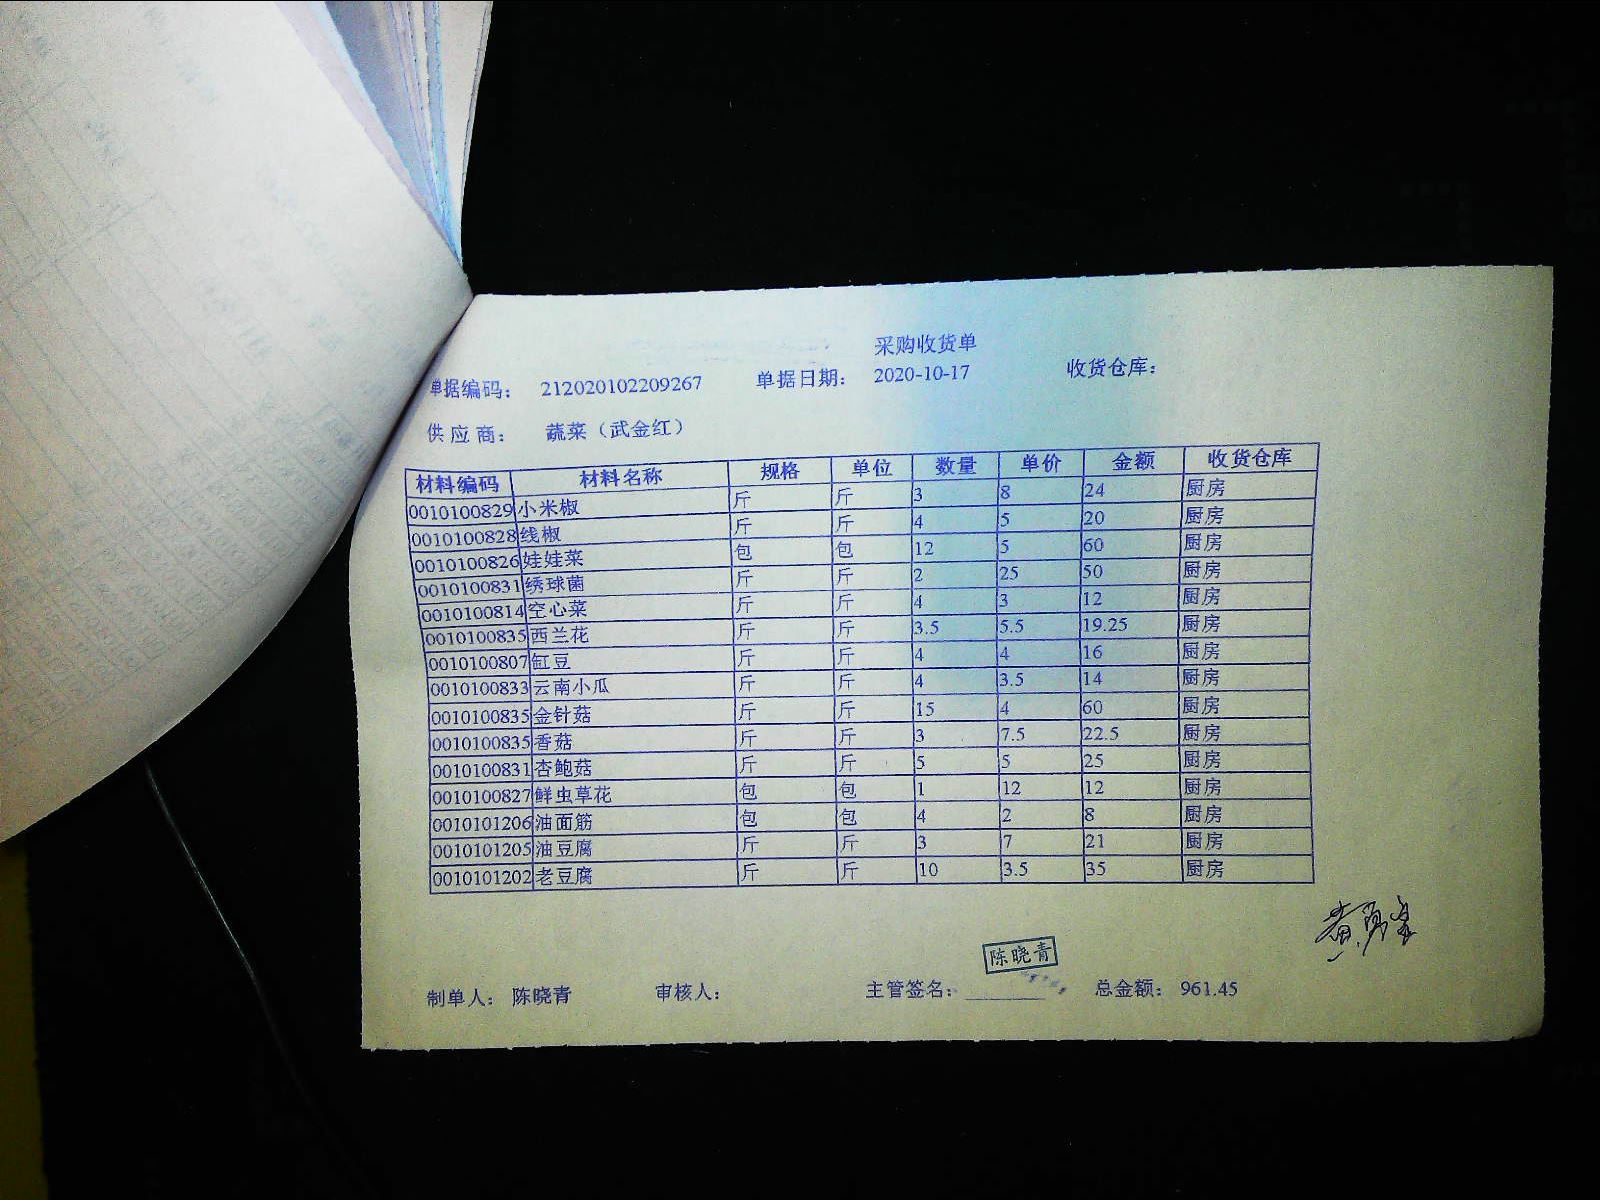 采购收货单
单据编码： 212020102209267 单据日期： 2020-10-17 收货仓库：
供应商： 蔬菜（武金红）
材料编码 材料名称 规格 单位 数量 单价 金额 收货仓库
0010100829 小米椒 斤 斤 3 8 24 厨房
0010100828 线椒 斤 斤 4 5 20 厨房
0010100826 娃娃菜 包 包 12 5 60 厨房
0010100831 绣球菌 斤 斤 2 25 50 厨房
0010100814 空心菜 斤 斤 4 3 12 厨房
0010100835 西兰花 斤 斤 3.5 5.5 19.25 厨房
0010100807 缸豆 斤 斤 4 4 16 厨房
0010100833 云南小瓜 斤 斤 4 3.5 14 厨房
0010100835 金针菇 斤 斤 15 4 60 厨房
0010100835 香菇 斤 斤 3 7.5 22.5 厨房
0010100831 杏鲍菇 斤 斤 5 5 25 厨房
0010100827 鲜虫草花 包 包 1 12 12 厨房
0010101206 油面筋 包 包 4 2 8 厨房
0010101205 油豆腐 斤 斤 3 7 21 厨房
0010101202 老豆腐 斤 斤 10 3.5 35 厨房
陈晓青
制单人： 陈晓青 审核人： 主管签名： 总金额： 961.45